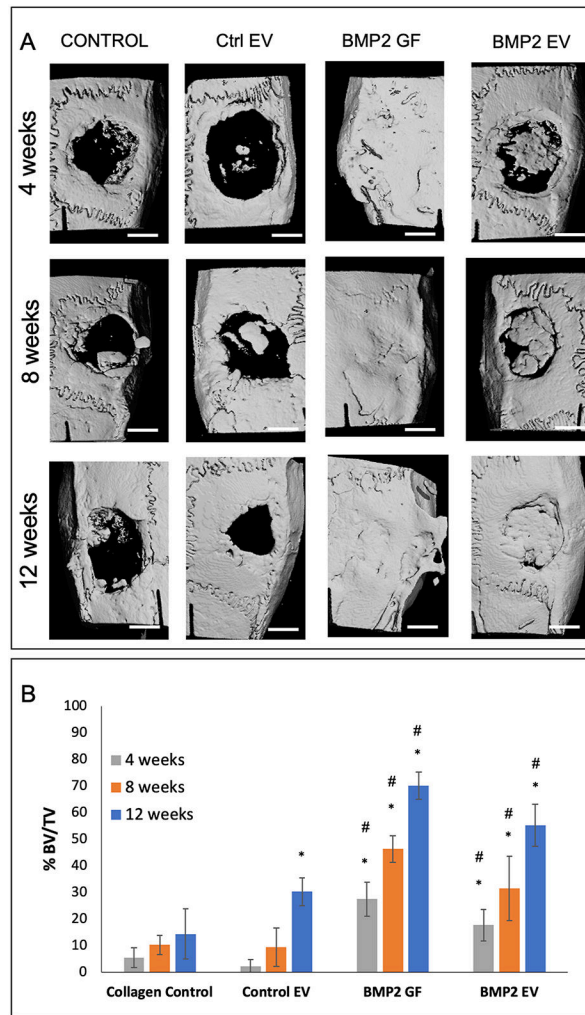 A
CONTROL Ctrl EV BMP2 GF BMP2 EV
4 weeks
8 weeks
12 weeks
B
100
90
80
70
60
50
40
30
20
10
0
% BV/TV
4 weeks
8 weeks
12 weeks
*
# *
# *
# *
# *
# *
# *
Collagen Control Control EV BMP2 GF BMP2 EV